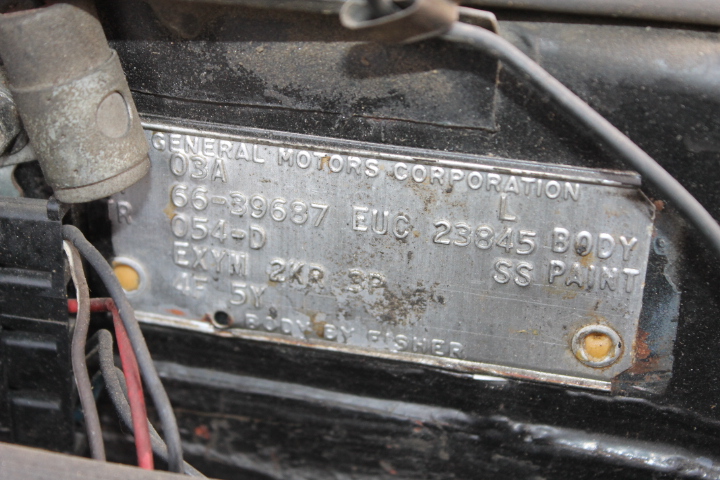 GENERAL MOTORS CORPORATION
03A L
66-39687 EUC 23845 BODY
R 054-D SS PAINT
EXYM 2KR 3P
4F 5Y
BODY BY FISHER